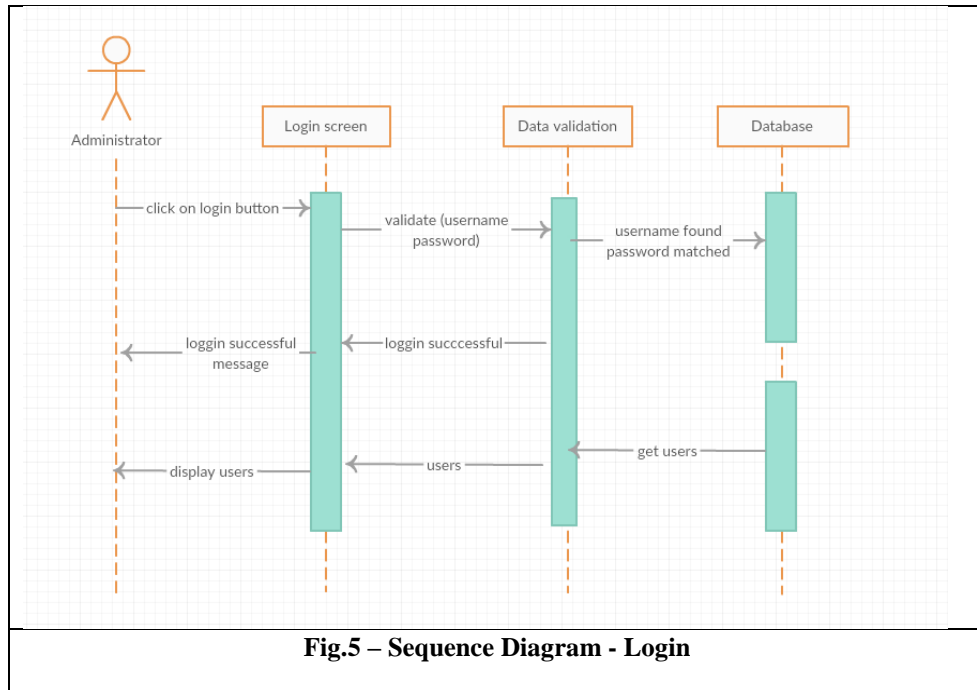 Administrator
Login screen
Data validation
Database
click on login button
validate (username
password)
username found
password matched
loggin successful
message
loggin succcessful
get users
users
display users
Fig.5 – Sequence Diagram - Login